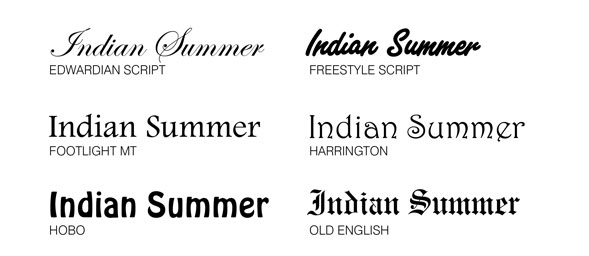 Indian Summer
EDWARDIAN SCRIPT
Indian Summer
FREESTYLE SCRIPT
Indian Summer
FOOTLIGHT MT
Indian Summer
HARRINGTON
Indian Summer
HOBO
Indian Summer
OLD ENGLISH